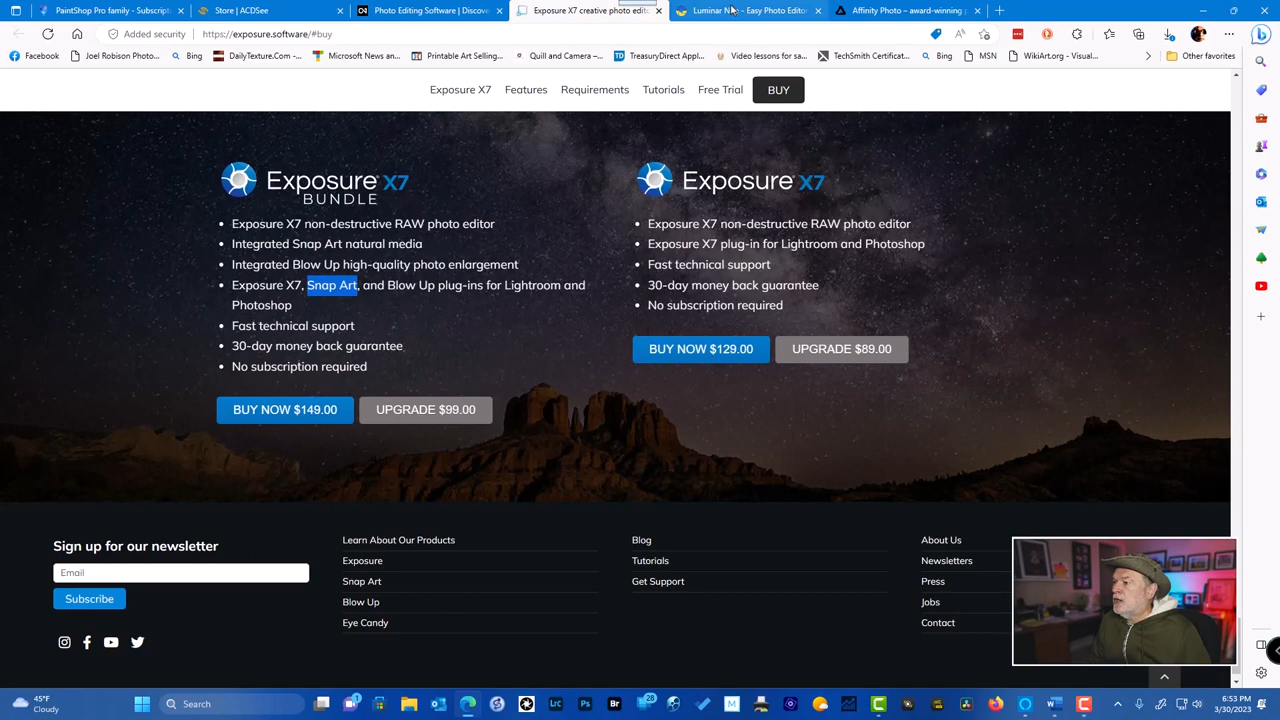 PaintShop Pro family - Subscripti
Store | ACDSee
Photo Editing Software | Discove
Exposure X7 creative photo edit
Luminar N - Easy Photo Editor
Affinity Photo – award-winning p
Added security
https://exposure.software/#buy
Facebook
Joel Robison Photo...
Bing
DailyTexture.Com -...
Microsoft News an...
Printable Art Selling...
Quill and Camera –...
TreasuryDirect Appl...
Video lessons for sa...
TechSmith Certificat...
Bing
MSN
WikiArt.org - Visual...
Other favorites
Exposure X7
Features
Requirements
Tutorials
Free Trial
BUY
Exposure X7
BUNDLE
• Exposure X7 non-destructive RAW photo editor
• Integrated Snap Art natural media
• Integrated Blow Up high-quality photo enlargement
• Exposure X7, Snap Art, and Blow Up plug-ins for Lightroom and
Photoshop
• Fast technical support
• 30-day money back guarantee
• No subscription required
BUY NOW $149.00
UPGRADE $99.00
Exposure X7
• Exposure X7 non-destructive RAW photo editor
• Exposure X7 plug-in for Lightroom and Photoshop
• Fast technical support
• 30-day money back guarantee
• No subscription required
BUY NOW $129.00
UPGRADE $89.00
Sign up for our newsletter
Email
Subscribe
Learn About Our Products
Exposure
Snap Art
Blow Up
Eye Candy
Blog
Tutorials
Get Support
About Us
Newsletters
Press
Jobs
Contact
45°F
Cloudy
Search
1
Lrc
Ps
Br
28
M
6:53 PM
3/30/2023